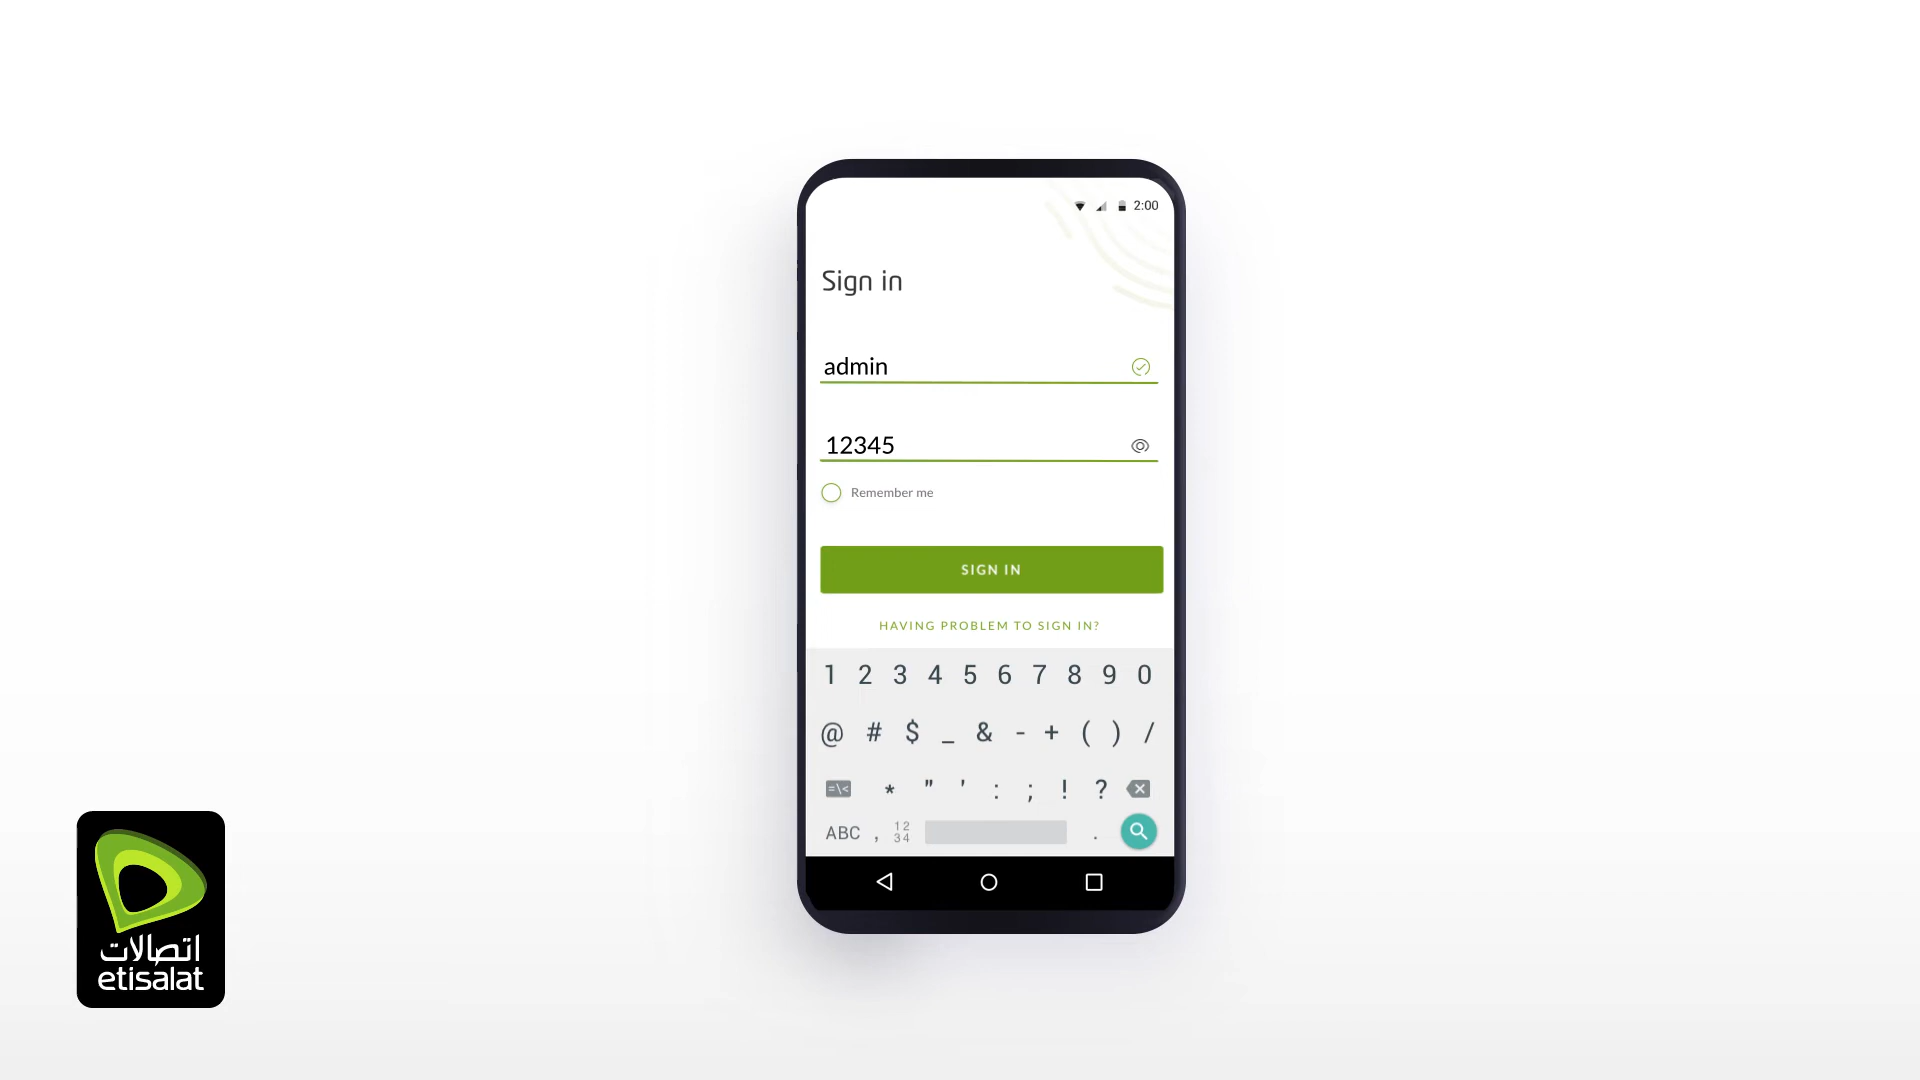 2:00
Sign in
admin
12345
Remember me
SIGN IN
HAVING PROBLEM TO SIGN IN?
1 2 3 4 5 6 7 8 9 0
@ # $ _ & - + ( ) /
=\< * " ' : ; ! ?
ABC , 12 34 .
اتصالات
etisalat